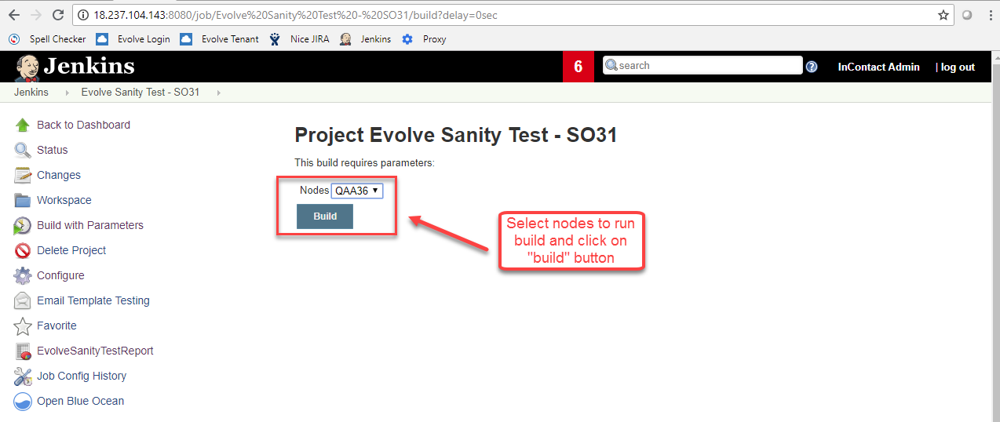 18.237.104.143:8080/job/Evolve%20Sanity%20Test%20-%20SO31/build?delay=0sec
Spell Checker Evolve Login Evolve Tenant Nice JIRA Jenkins Proxy
Jenkins 6 search ? InContact Admin | log out
Jenkins Evolve Sanity Test - SO31
Back to Dashboard
Status
Changes
Workspace
Build with Parameters
Delete Project
Configure
Email Template Testing
Favorite
EvolveSanityTestReport
Job Config History
Open Blue Ocean
Project Evolve Sanity Test - SO31
This build requires parameters:
Nodes QAA36
Build
Select nodes to run
build and click on
"build" button